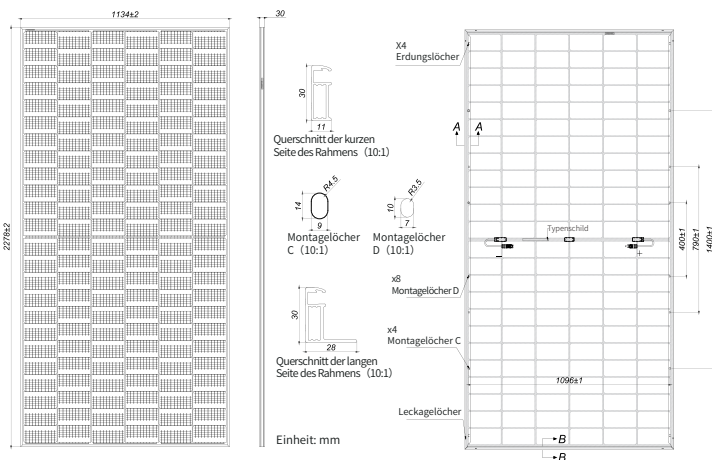 1134±2
30
2278±2
30
11
Querschnitt der kurzen
Seite des Rahmens (10:1)
R4.5
14
9
Montagelöcher
C (10:1)
R3.5
10
7
Montagelöcher
D (10:1)
30
28
Querschnitt der langen
Seite des Rahmens (10:1)
Einheit: mm
X4
Erdungslöcher
A A
Typenschild
- +
x8
Montagelöcher D
x4
Montagelöcher C
Leckagelöcher
400±1
790±1
1400±1
1096±1
B
B